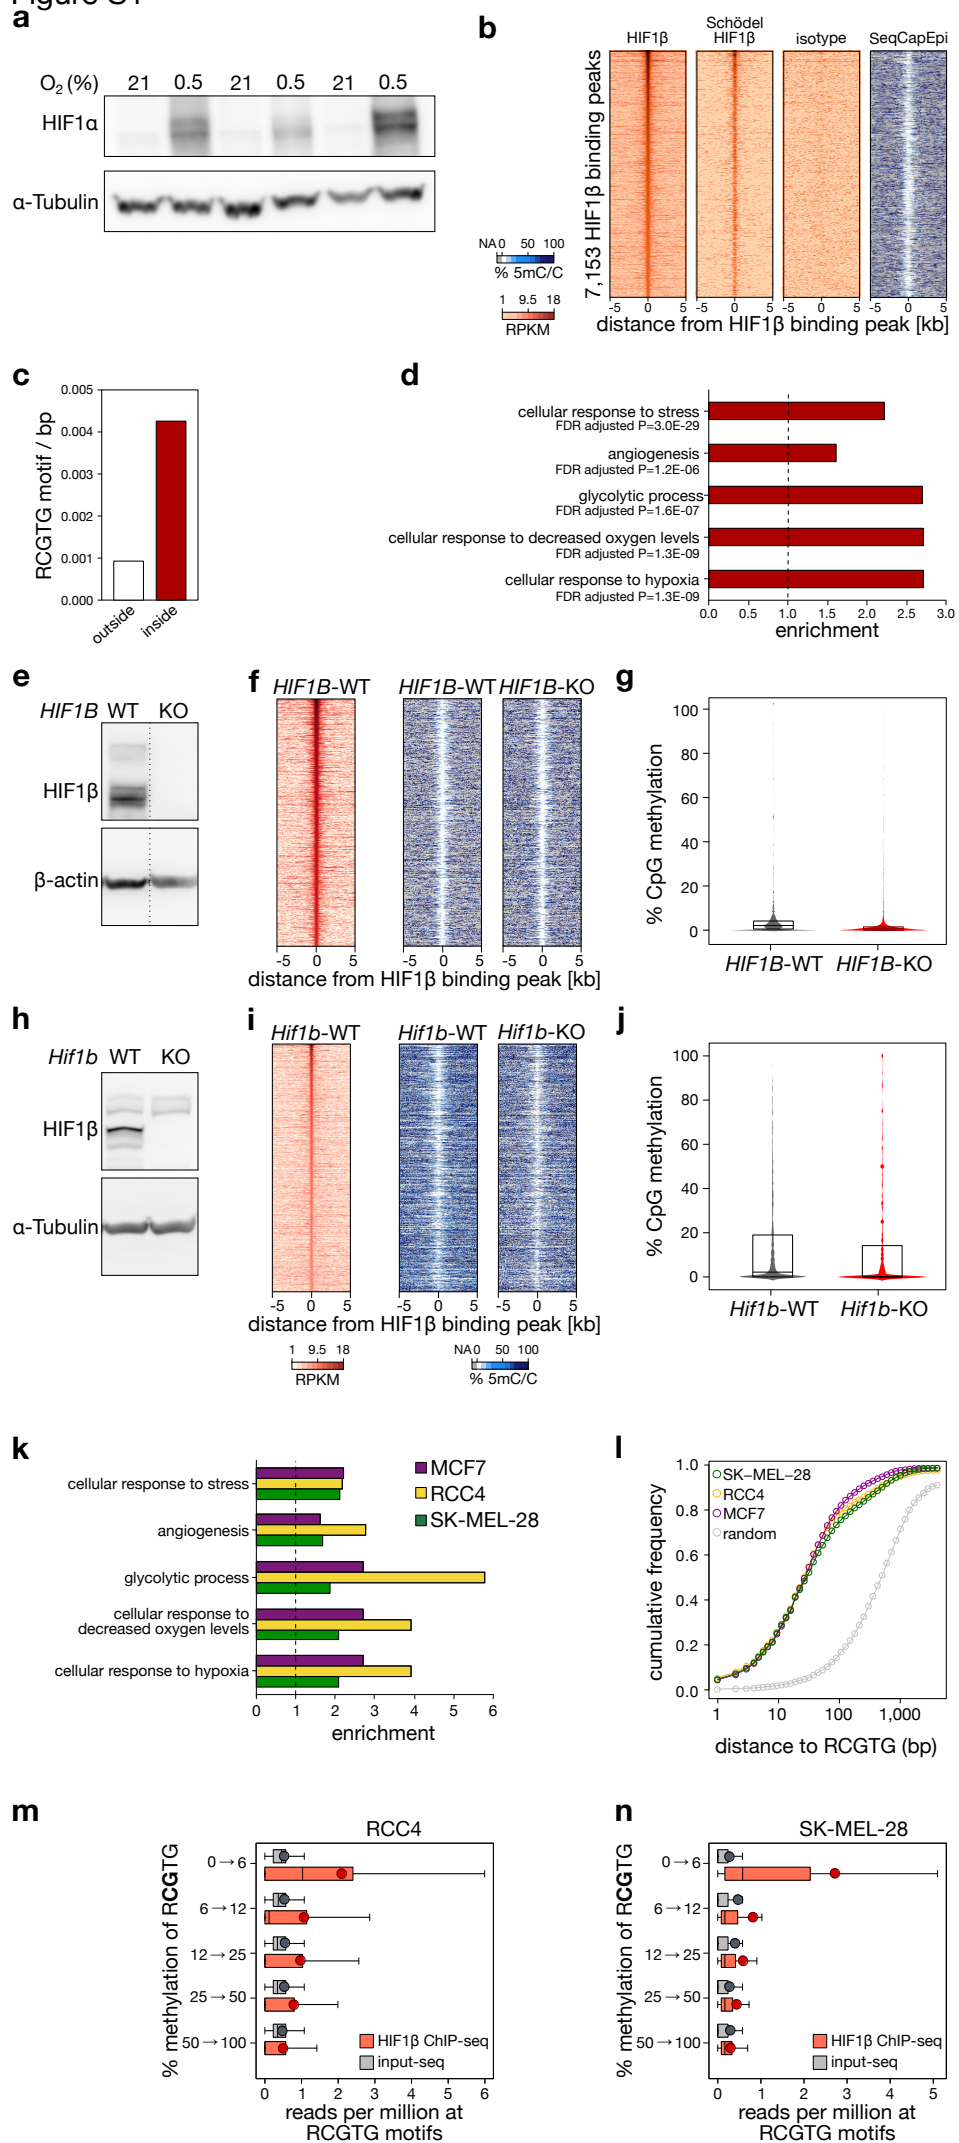 Figure S1
a
O₂ (%) 21 0.5 21 0.5 21 0.5
HIF1α
α-Tubulin
b
HIF1β
Schödel
HIF1β
isotype
SeqCapEpi
7,153 HIF1β binding peaks
NA 0 50 100
% 5mC/C
1 9.5 18
RPKM
-5 0 5 -5 0 5 -5 0 5 -5 0 5
distance from HIF1β binding peak [kb]
c
RCGTG motif / bp
0.005
0.004
0.003
0.002
0.001
0.000
outside
inside
d
cellular response to stress
FDR adjusted P=3.0E-29
angiogenesis
FDR adjusted P=1.2E-06
glycolytic process
FDR adjusted P=1.6E-07
cellular response to decreased oxygen levels
FDR adjusted P=1.3E-09
cellular response to hypoxia
FDR adjusted P=1.3E-09
0.0 0.5 1.0 1.5 2.0 2.5 3.0
enrichment
e
HIF1B WT KO
HIF1β
β-actin
f
HIF1B-WT HIF1B-WT HIF1B-KO
-5 0 5 -5 0 5 -5 0 5
distance from HIF1β binding peak [kb]
g
% CpG methylation
100
80
60
40
20
0
HIF1B-WT HIF1B-KO
h
Hif1b WT KO
HIF1β
α-Tubulin
i
Hif1b-WT Hif1b-WT Hif1b-KO
-5 0 5 -5 0 5 -5 0 5
distance from HIF1β binding peak [kb]
1 9.5 18
RPKM
NA 0 50 100
% 5mC/C
j
% CpG methylation
100
80
60
40
20
0
Hif1b-WT Hif1b-KO
k
cellular response to stress
angiogenesis
glycolytic process
cellular response to
decreased oxygen levels
cellular response to hypoxia
MCF7
RCC4
SK-MEL-28
0 1 2 3 4 5 6
enrichment
l
cumulative frequency
1.0
0.8
0.6
0.4
0.2
0.0
SK-MEL-28
RCC4
MCF7
random
1 10 100 1,000
distance to RCGTG (bp)
m
RCC4
% methylation of RCGTG
0→6
6→12
12→25
25→50
50→100
HIF1β ChIP-seq
input-seq
0 1 2 3 4 5 6
reads per million at
RCGTG motifs
n
SK-MEL-28
% methylation of RCGTG
0→6
6→12
12→25
25→50
50→100
HIF1β ChIP-seq
input-seq
0 1 2 3 4 5
reads per million at
RCGTG motifs